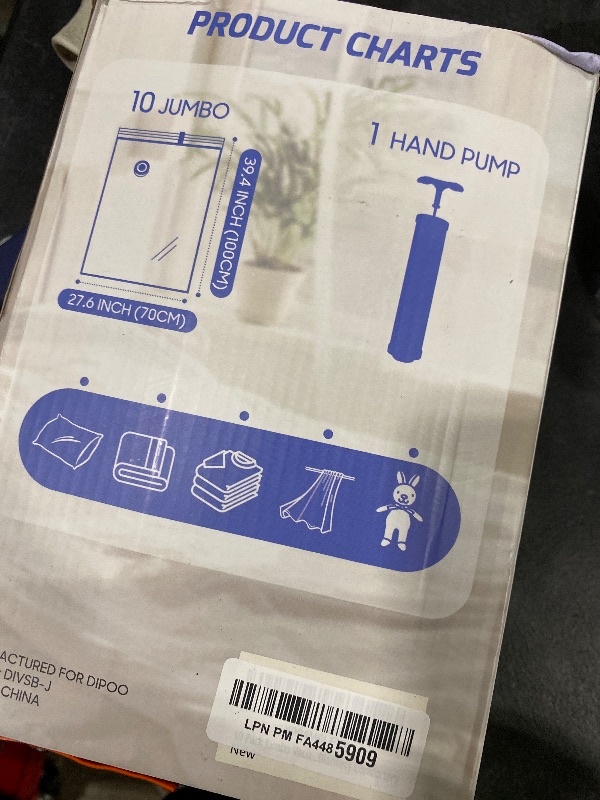 PRODUCT CHARTS
10 JUMBO
39.4 INCH (100CM)
27.6 INCH (70CM)
1 HAND PUMP
ACTURED FOR DIPOO
DIVSB-J
CHINA
LPN PM FA4485909
New